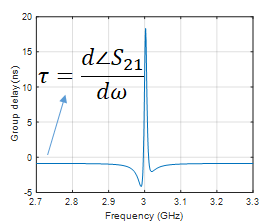 20
15
τ = d∠S₂₁
dω
10
5
0
-5
Group delay (ns)
2.7 2.8 2.9 3 3.1 3.2 3.3
Frequency (GHz)